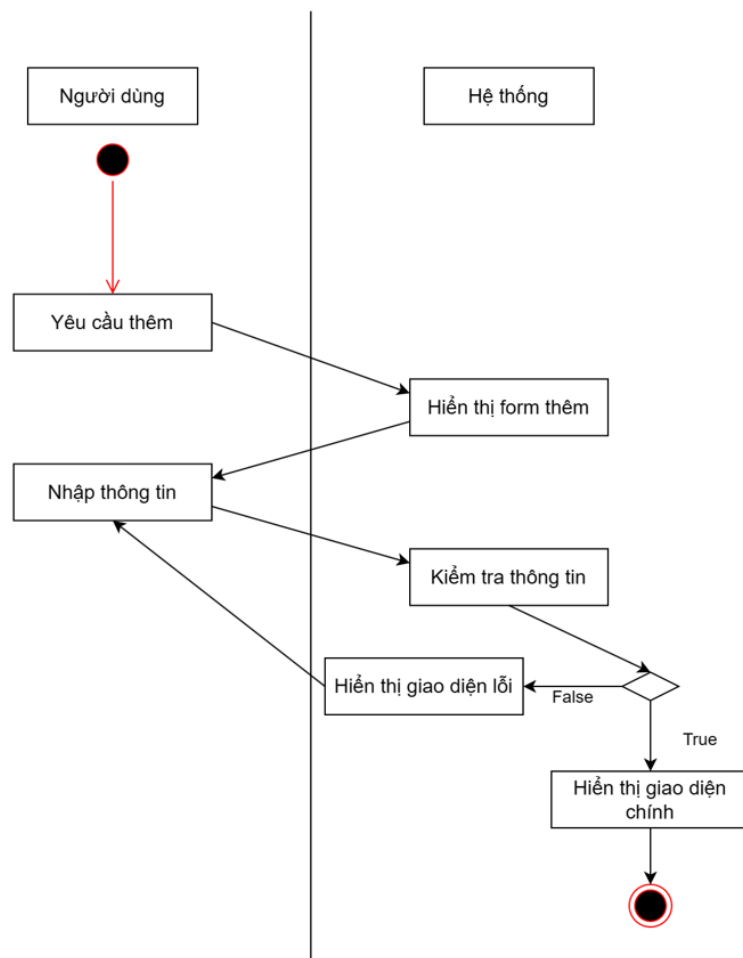 Người dùng
Hệ thống
Yêu cầu thêm
Hiển thị form thêm
Nhập thông tin
Kiểm tra thông tin
Hiển thị giao diện lỗi
False
True
Hiển thị giao diện
chính